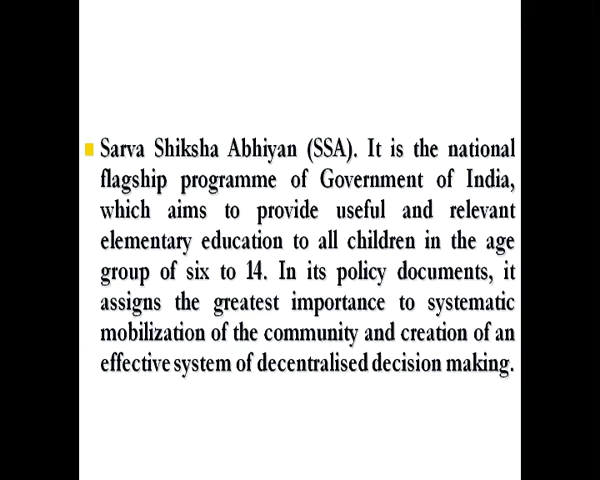 Sarva Shiksha Abhiyan (SSA). It is the national
flagship programme of Government of India,
which aims to provide useful and relevant
elementary education to all children in the age
group of six to 14. In its policy documents, it
assigns the greatest importance to systematic
mobilization of the community and creation of an
effective system of decentralised decision making.